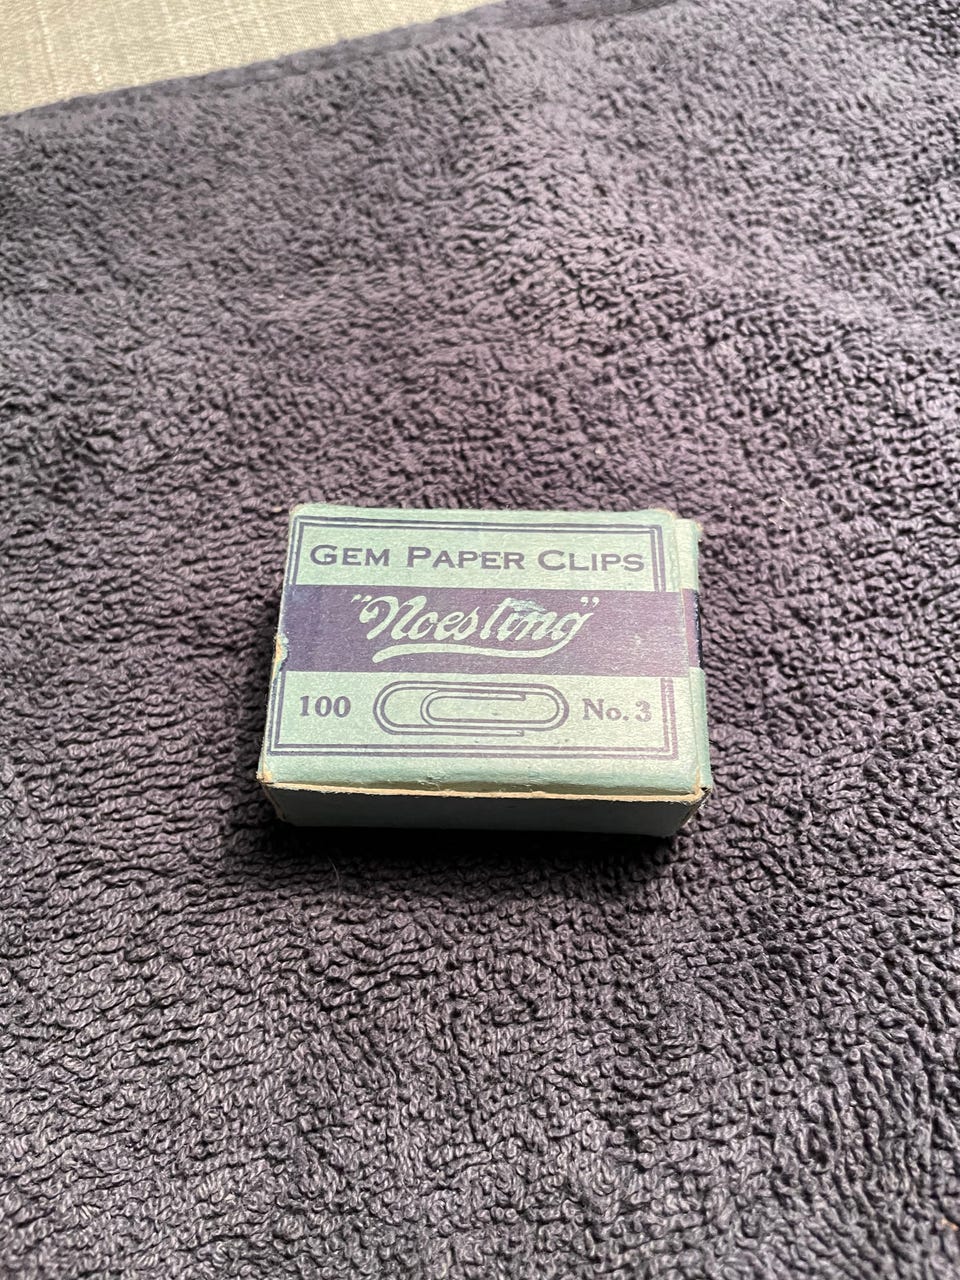 GEM PAPER CLIPS
"Noesting"
100 No. 3